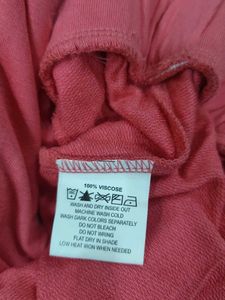 100% VISCOSE
WASH AND DRY INSIDE OUT
MACHINE WASH COLD
WASH DARK COLORS SEPARATELY
DO NOT BLEACH
DO NOT WRING
FLAT DRY IN SHADE
LOW HEAT IRON WHEN NEEDED